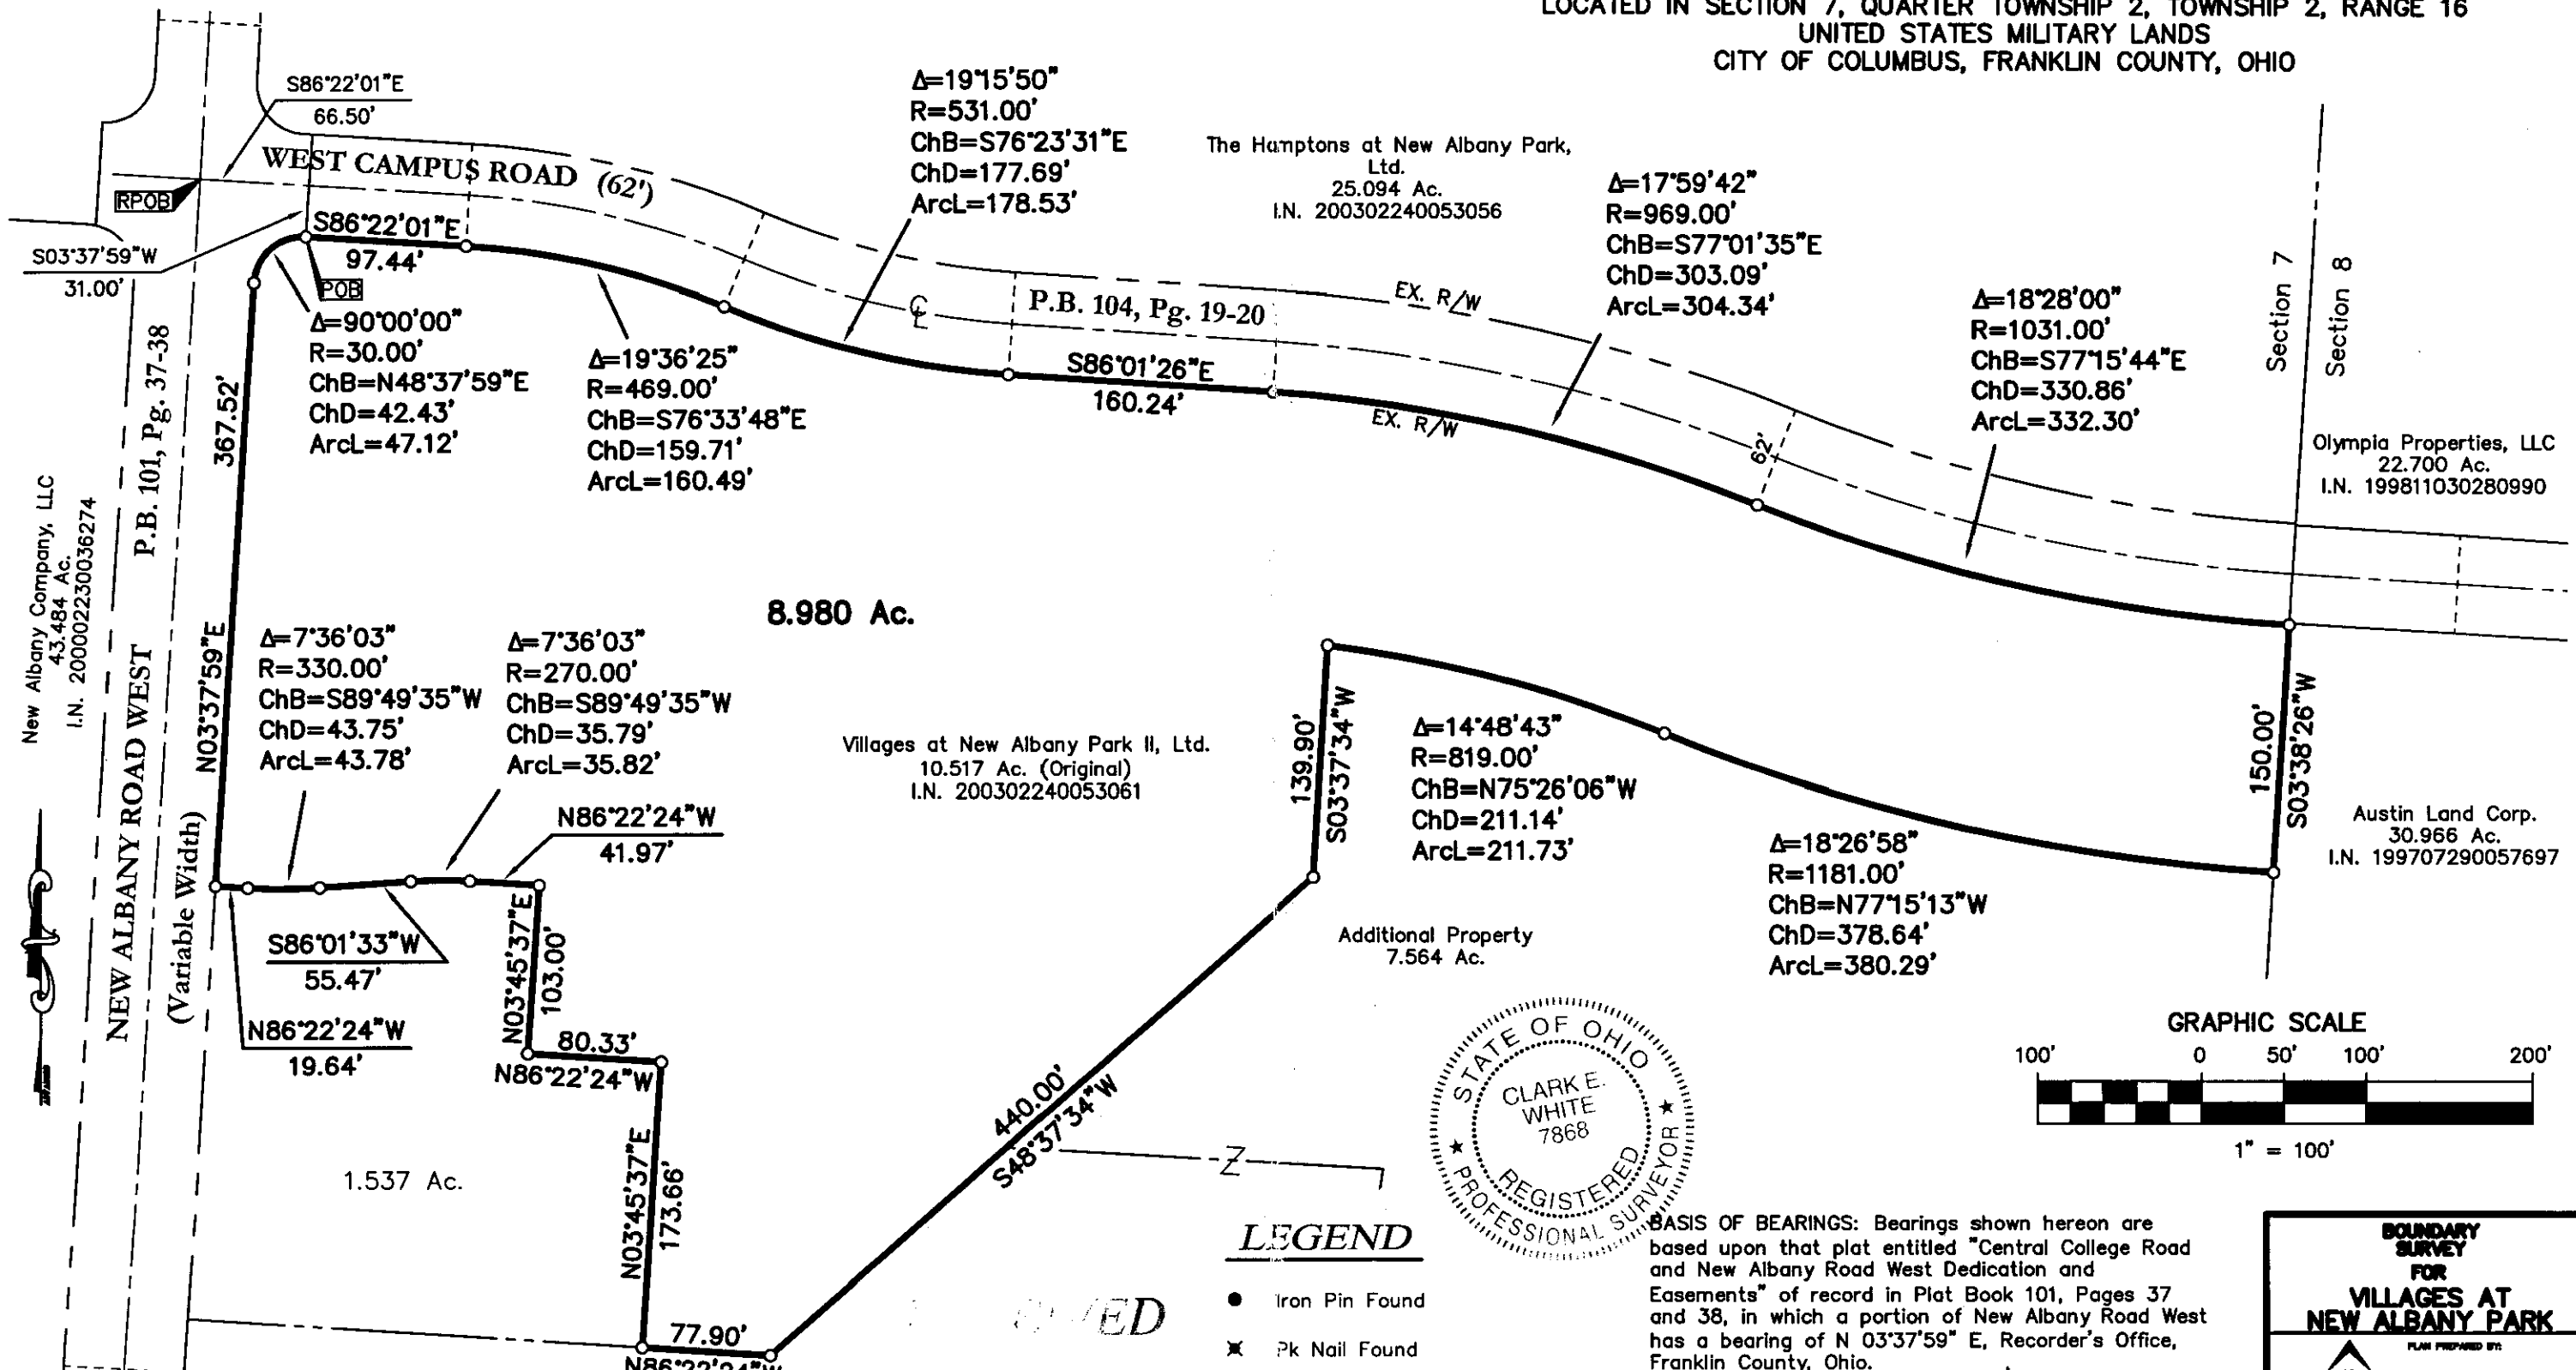 LOCATED IN SECTION 7, QUARTER TOWNSHIP 2, TOWNSHIP 2, RANGE 16
UNITED STATES MILITARY LANDS
CITY OF COLUMBUS, FRANKLIN COUNTY, OHIO
S86°22'01"E
66.50'
WEST CAMPUS ROAD (62')
RPOB
S03°37'59"W
31.00'
S86°22'01"E
97.44'
POB
Δ=90°00'00"
R=30.00'
ChB=N48°37'59"E
ChD=42.43'
ArcL=47.12'
Δ=19°36'25"
R=469.00'
ChB=S76°33'48"E
ChD=159.71'
ArcL=160.49'
Δ=19°15'50"
R=531.00'
ChB=S76°23'31"E
ChD=177.69'
ArcL=178.53'
The Hamptons at New Albany Park,
Ltd.
25.094 Ac.
I.N. 200302240053056
℄
P.B. 104, Pg. 19-20
EX. R/W
S86°01'26"E
160.24'
EX. R/W
Δ=17°59'42"
R=969.00'
ChB=S77°01'35"E
ChD=303.09'
ArcL=304.34'
62'
Δ=18°28'00"
R=1031.00'
ChB=S77°15'44"E
ChD=330.86'
ArcL=332.30'
Section 7
Section 8
Olympia Properties, LLC
22.700 Ac.
I.N. 199811030280990
New Albany Company, LLC
43.484 Ac.
I.N. 200002230036274
NEW ALBANY ROAD WEST P.B. 101, Pg. 37-38
(Variable Width)
367.52'
N03°37'59"E
8.980 Ac.
Δ=7°36'03"
R=330.00'
ChB=S89°49'35"W
ChD=43.75'
ArcL=43.78'
Δ=7°36'03"
R=270.00'
ChB=S89°49'35"W
ChD=35.79'
ArcL=35.82'
N86°22'24"W
41.97'
Villages at New Albany Park II, Ltd.
10.517 Ac. (Original)
I.N. 200302240053061
139.90'
S03°37'34"W
Δ=14°48'43"
R=819.00'
ChB=N75°26'06"W
ChD=211.14'
ArcL=211.73'
Δ=18°26'58"
R=1181.00'
ChB=N77°15'13"W
ChD=378.64'
ArcL=380.29'
150.00'
S03°38'26"W
Austin Land Corp.
30.966 Ac.
I.N. 199707290057697
S86°01'33"W
55.47'
N86°22'24"W
19.64'
N03°45'37"E
103.00'
80.33'
N86°22'24"W
N03°45'37"E
173.66'
1.537 Ac.
77.90'
N86°22'24"W
440.00'
S48°37'34"W
Additional Property
7.564 Ac.
STATE OF OHIO
CLARK E.
WHITE
7868
REGISTERED
PROFESSIONAL SURVEYOR
GRAPHIC SCALE
100' 0 50' 100' 200'
1" = 100'
Z
LEGEND
Iron Pin Found
Pk Nail Found
BASIS OF BEARINGS: Bearings shown hereon are
based upon that plat entitled "Central College Road
and New Albany Road West Dedication and
Easements" of record in Plat Book 101, Pages 37
and 38, in which a portion of New Albany Road West
has a bearing of N 03°37'59" E, Recorder's Office,
Franklin County, Ohio.
BOUNDARY
SURVEY
FOR
VILLAGES AT
NEW ALBANY PARK
PLAN PREPARED BY: